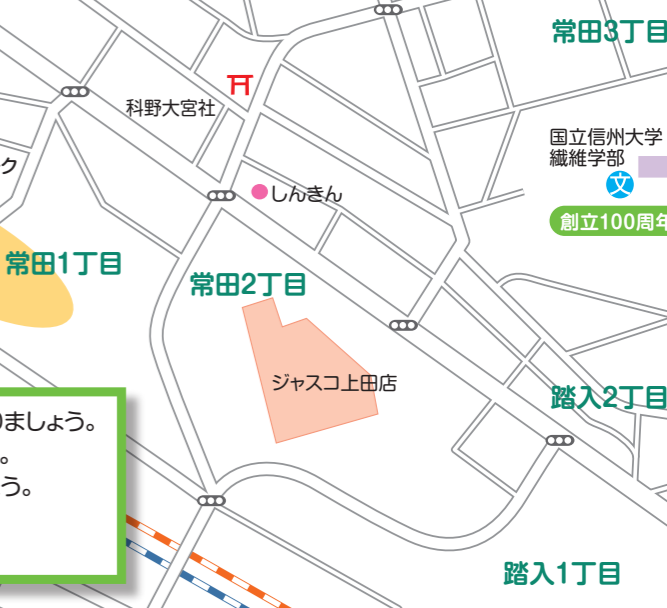 常田3丁目
科野大宮社
国立信州大学
繊維学部
文
ク
しんきん
創立100周年
常田1丁目
常田2丁目
ジャスコ上田店
踏入2丁目
りましょう。
。
う。
踏入1丁目